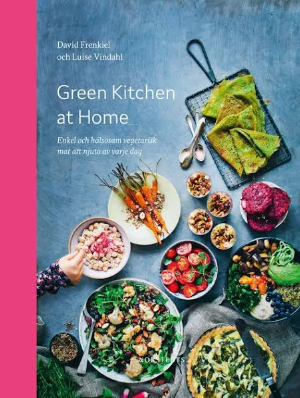 David Frenkiel
och Luise Vindahl
Green Kitchen
at Home
Enkel och hälsosam vegetarisk
mat att njuta av varje dag
NORSTEDTS